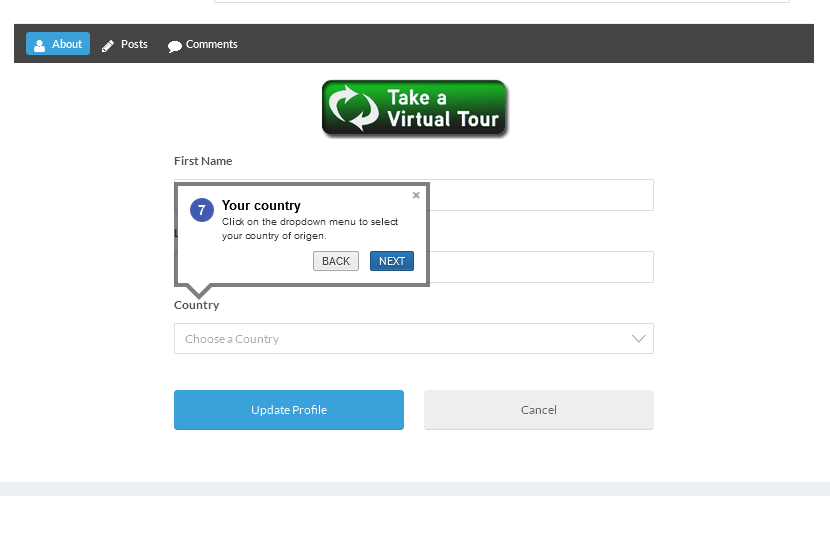 About
Posts
Comments
Take a
Virtual Tour
First Name
7
Your country
Click on the dropdown menu to select
your country of origen.
BACK
NEXT
Country
Choose a Country
Update Profile
Cancel